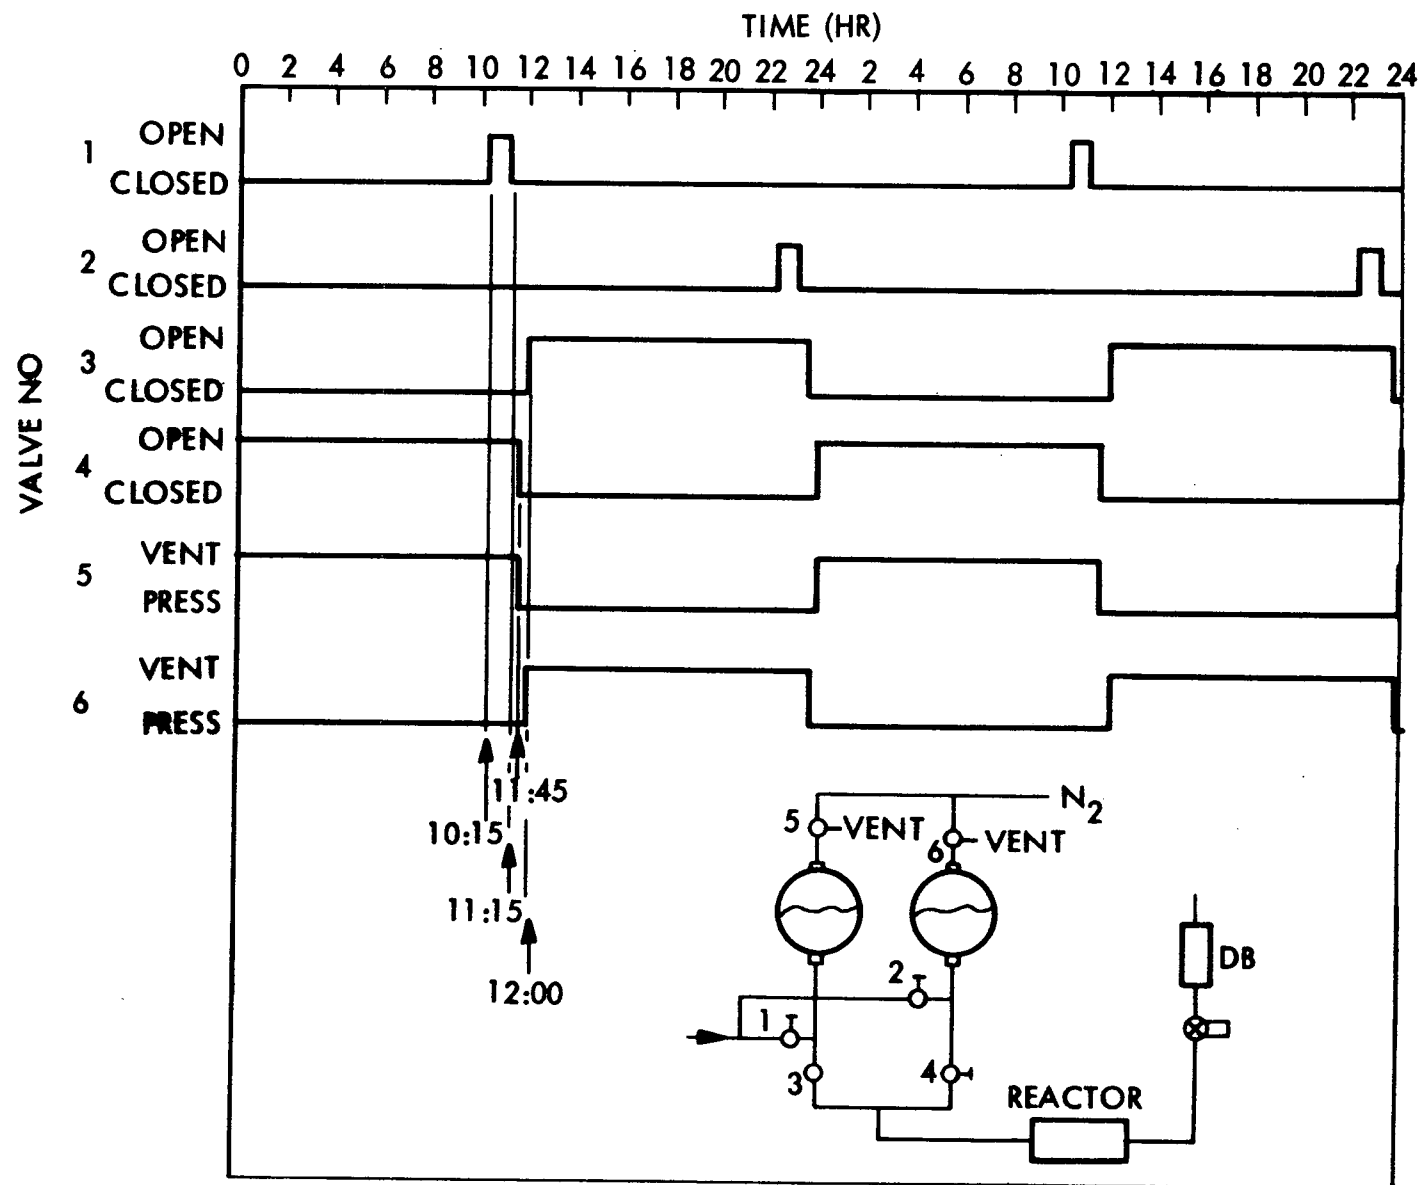 TIME (HR)
0 2 4 6 8 10 12 14 16 18 20 22 24 2 4 6 8 10 12 14 16 18 20 22 24
VALVE NO
1 OPEN
CLOSED
2 OPEN
CLOSED
3 OPEN
CLOSED
4 OPEN
CLOSED
5 VENT
PRESS
6 VENT
PRESS
11:45
10:15
11:15
12:00
N2
5 VENT
6 VENT
2
1
3
4
DB
REACTOR